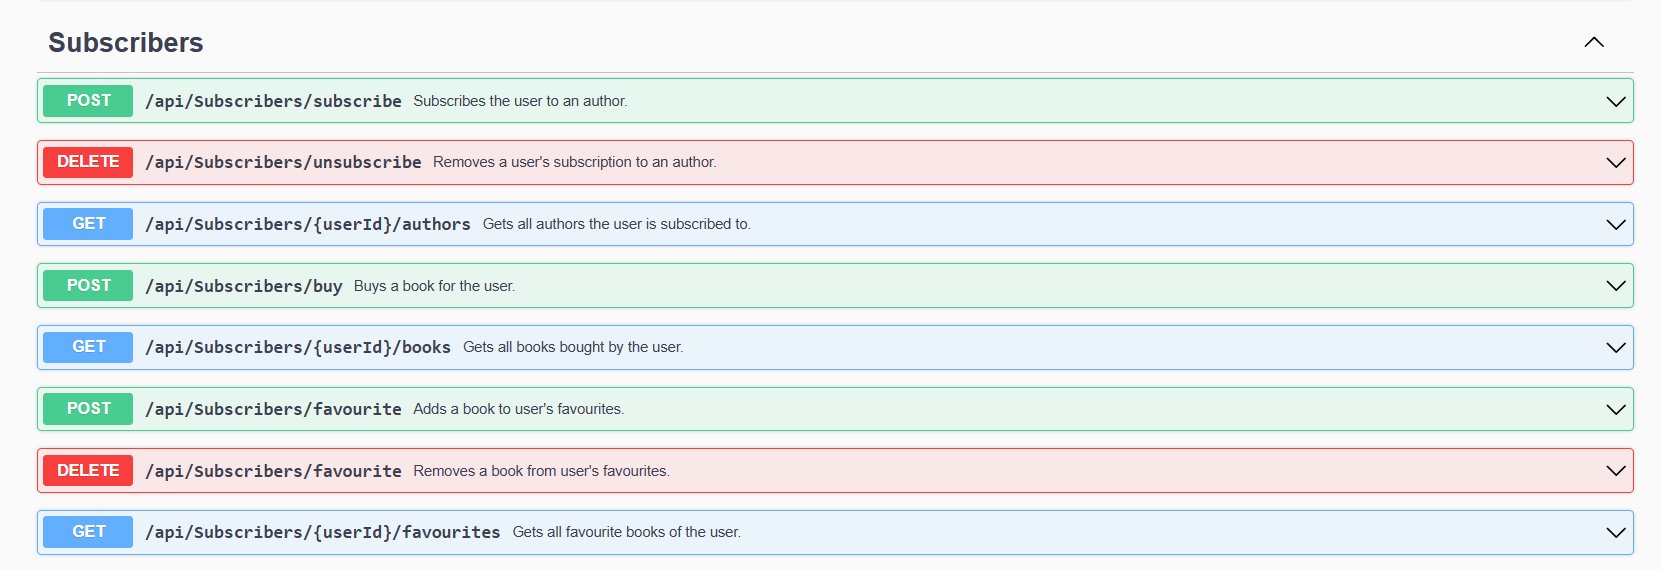 Subscribers
POST /api/Subscribers/subscribe Subscribes the user to an author.
DELETE /api/Subscribers/unsubscribe Removes a user's subscription to an author.
GET /api/Subscribers/{userId}/authors Gets all authors the user is subscribed to.
POST /api/Subscribers/buy Buys a book for the user.
GET /api/Subscribers/{userId}/books Gets all books bought by the user.
POST /api/Subscribers/favourite Adds a book to user's favourites.
DELETE /api/Subscribers/favourite Removes a book from user's favourites.
GET /api/Subscribers/{userId}/favourites Gets all favourite books of the user.